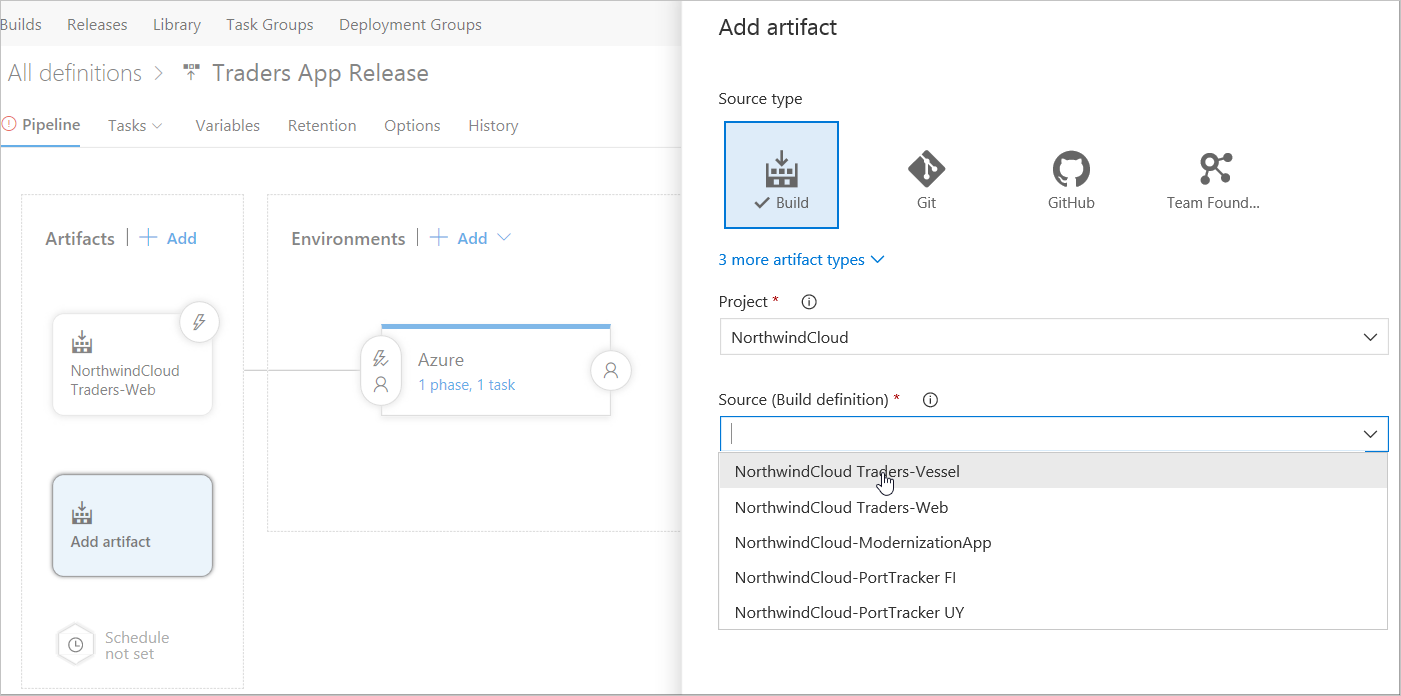 Builds Releases Library Task Groups Deployment Groups
All definitions > Traders App Release
Pipeline Tasks Variables Retention Options History
Artifacts | + Add
Environments | + Add
NorthwindCloud
Traders-Web
Azure
1 phase, 1 task
Add artifact
Schedule
not set
Add artifact
Source type
Build
Git
GitHub
Team Found...
3 more artifact types
Project *
NorthwindCloud
Source (Build definition) *
NorthwindCloud Traders-Vessel
NorthwindCloud Traders-Web
NorthwindCloud-ModernizationApp
NorthwindCloud-PortTracker FI
NorthwindCloud-PortTracker UY